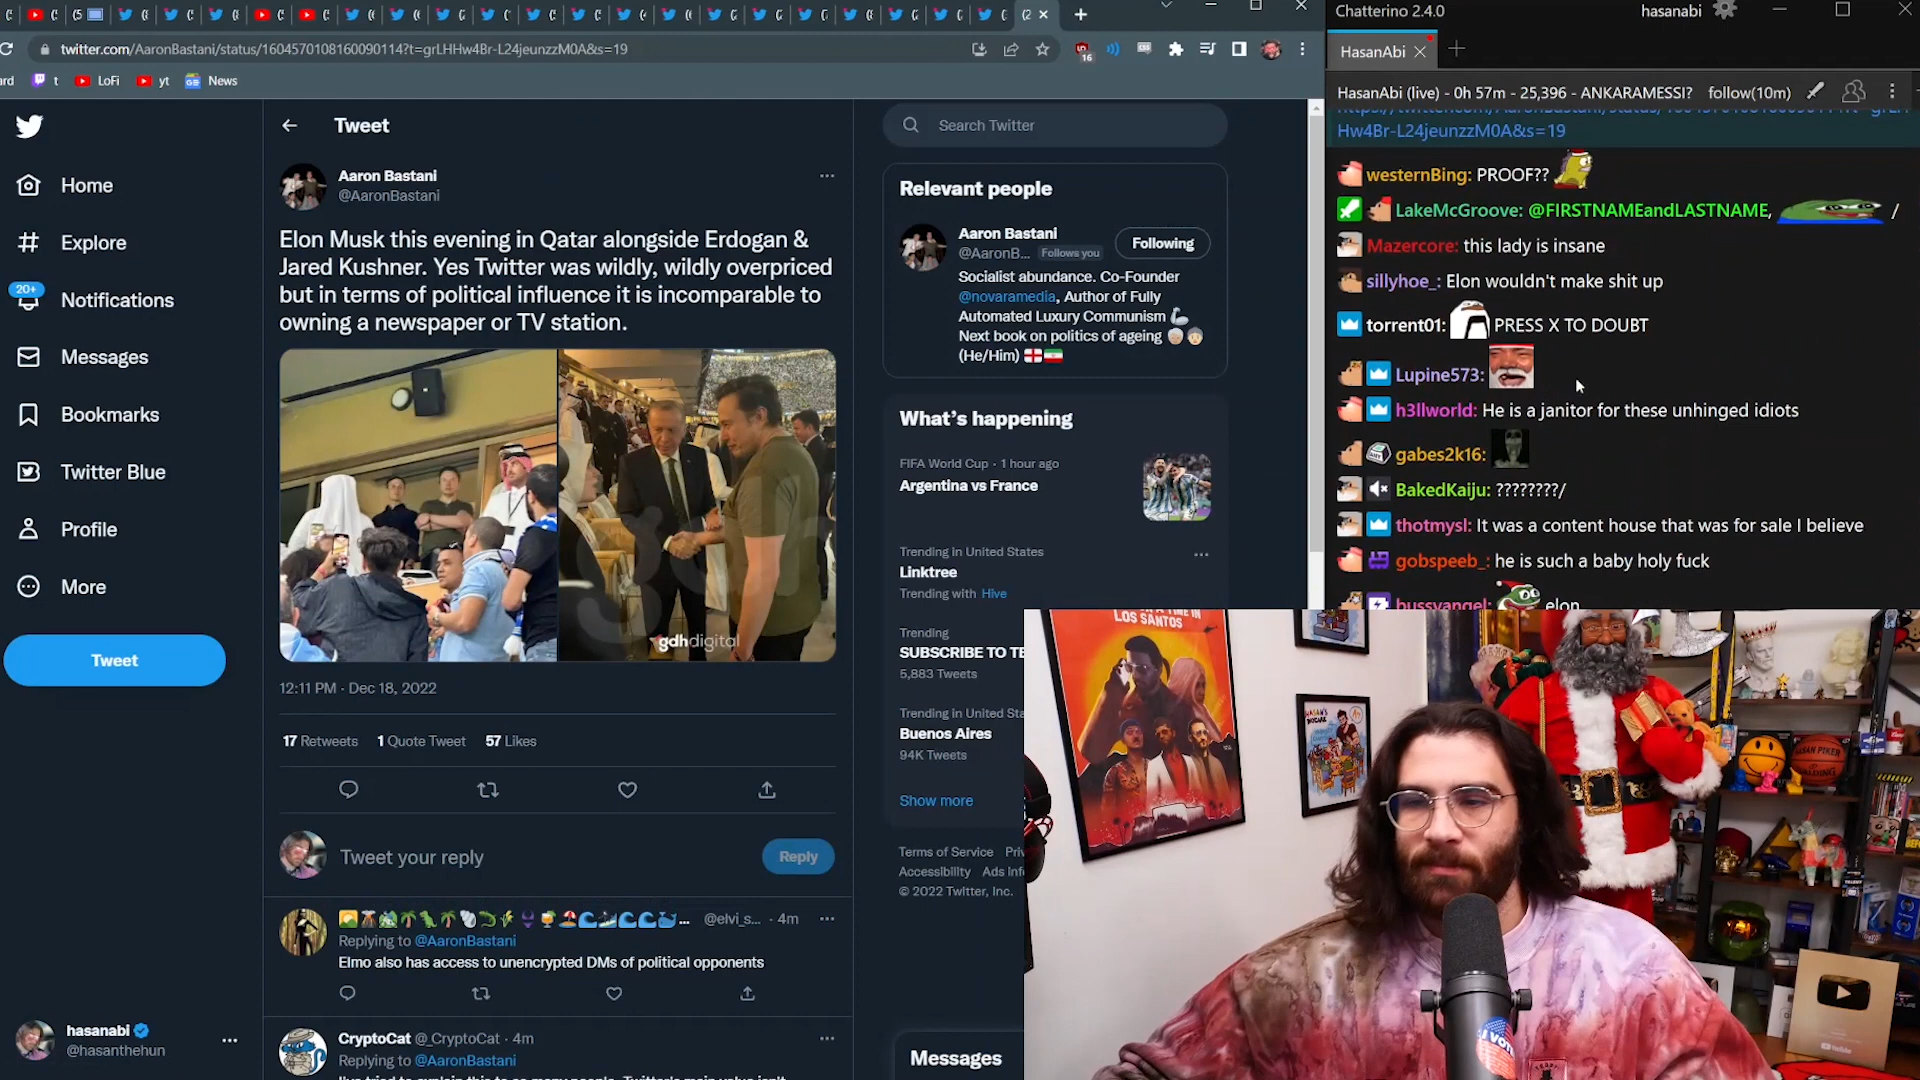 Chatterino 2.4.0
hasanabi
twitter.com/AaronBastani/status/1604570108160090114?t=grLHHw4Br-L24jeunzzM0A&s=19
16
HasanAbi
ard
t
LoFi
yt
News
HasanAbi (live) - 0h 57m - 25,396 - ANKARAMESSI? follow(10m)
Tweet
Search Twitter
Hw4Br-L24jeunzzM0A&s=19
Home
Explore
20+
Notifications
Messages
Bookmarks
Twitter Blue
Profile
More
Tweet
hasanabi
@hasanthehun
Aaron Bastani
@AaronBastani
Elon Musk this evening in Qatar alongside Erdogan &
Jared Kushner. Yes Twitter was wildly, wildly overpriced
but in terms of political influence it is incomparable to
owning a newspaper or TV station.
gdhdigital
12:11 PM · Dec 18, 2022
17 Retweets 1 Quote Tweet 57 Likes
Tweet your reply
Reply
@elvi_s... · 4m
Replying to @AaronBastani
Elmo also has access to unencrypted DMs of political opponents
CryptoCat @_CryptoCat · 4m
Replying to @AaronBastani
Relevant people
Aaron Bastani
@AaronB... Follows you
Following
Socialist abundance. Co-Founder
@novaramedia, Author of Fully
Automated Luxury Communism
Next book on politics of ageing
(He/Him)
What's happening
FIFA World Cup · 1 hour ago
Argentina vs France
Trending in United States
Linktree
Trending with Hive
Trending
SUBSCRIBE TO TE
5,883 Tweets
Trending in United Sta
Buenos Aires
94K Tweets
Show more
Terms of Service Priv
Accessibility Ads Inf
© 2022 Twitter, Inc.
Messages
westernBing: PROOF??
LakeMcGroove: @FIRSTNAMEandLASTNAME, /
Mazercore: this lady is insane
sillyhoe_: Elon wouldn't make shit up
torrent01: PRESS X TO DOUBT
Lupine573:
h3llworld: He is a janitor for these unhinged idiots
gabes2k16:
BakedKaiju: ????????/
thotmysl: It was a content house that was for sale I believe
gobspeeb_: he is such a baby holy fuck
bussyangel: elon
LOS SANTOS
HASAN PIKER
SPALDING
I VOTE